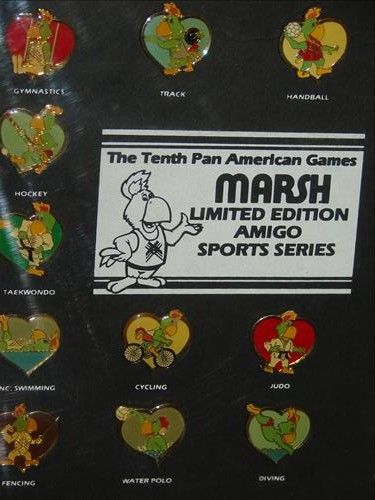 GYMNASTICS
TRACK
HANDBALL
HOCKEY
The Tenth Pan American Games
MARSH
LIMITED EDITION
AMIGO
SPORTS SERIES
TAEKWONDO
NC. SWIMMING
CYCLING
JUDO
FENCING
WATER POLO
DIVING